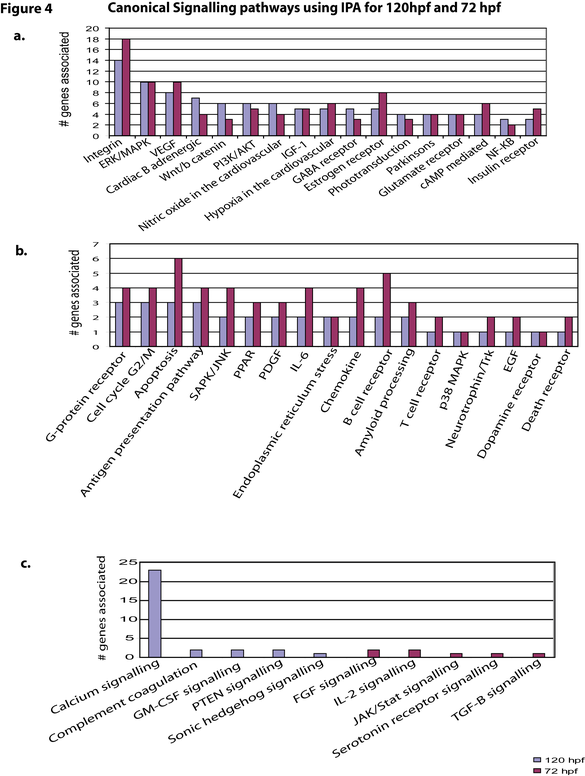 Figure 4
Canonical Signalling pathways using IPA for 120hpf and 72 hpf
a.
# genes associated
20
18
16
14
12
10
8
6
4
2
0
Integrin
ERK/MAPK
VEGF
Cardiac B adrenergic
Wnt/b catenin
PI3K/AKT
Nitric oxide in the cardiovascular
IGF-1
Hypoxia in the cardiovascular
GABA receptor
Estrogen receptor
Phototransduction
Parkinsons
Glutamate receptor
cAMP mediated
NF-KB
Insulin receptor
b.
# genes associated
7
6
5
4
3
2
1
0
G-protein receptor
Cell cycle G2/M
Apoptosis
Antigen presentation pathway
SAPK/JNK
PPAR
PDGF
IL-6
Endoplasmic reticulum stress
Chemokine
B cell receptor
Amyloid processing
T cell receptor
p38 MAPK
Neurotrophin/Trk
EGF
Dopamine receptor
Death receptor
c.
# genes associated
25
20
15
10
5
0
Calcium signalling
Complement coagulation
GM-CSF signalling
PTEN signalling
Sonic hedgehog signalling
FGF signalling
IL-2 signalling
JAK/Stat signalling
Serotonin receptor signalling
TGF-B signalling
120 hpf
72 hpf